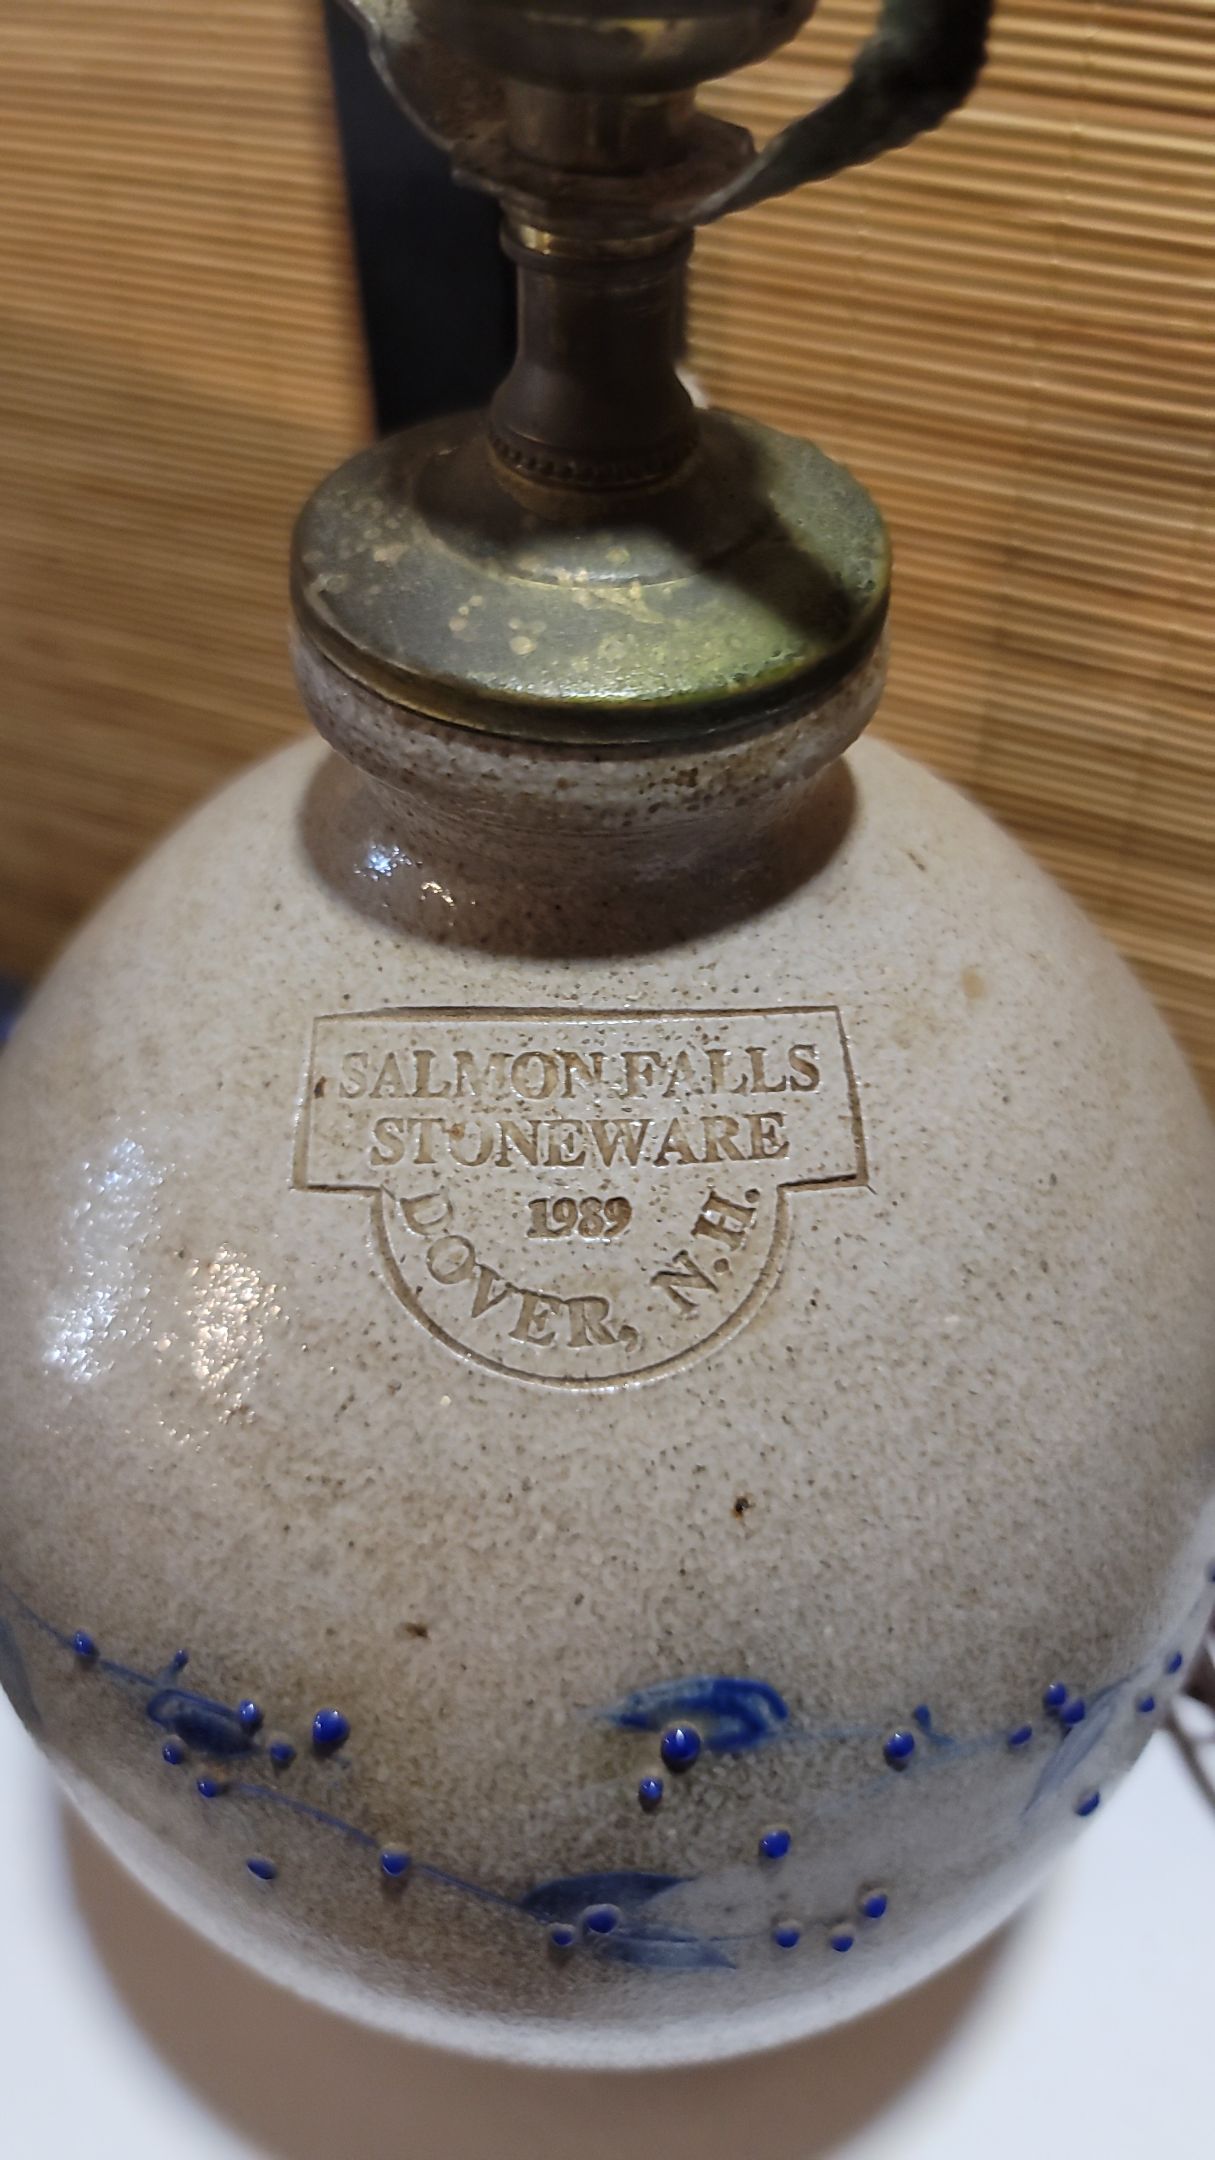 SALMON FALLS
STONEWARE
1989
DOVER, N.H.